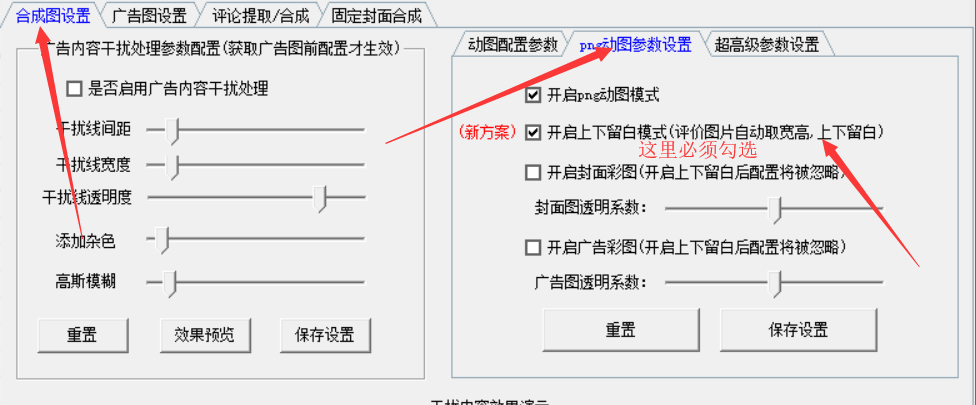 合成图设置 广告图设置 评论提取/合成 固定封面合成
广告内容干扰处理参数配置(获取广告图前配置才生效)
是否启用广告内容干扰处理
干扰线间距
干扰线宽度
干扰线透明度
添加杂色
高斯模糊
重置 效果预览 保存设置
动图配置参数 png动图参数设置 超高级参数设置
开启png动图模式
(新方案) 开启上下留白模式(评价图片自动取宽高,上下留白)
这里必须勾选
开启封面彩图(开启上下留白后配置将被忽略)
封面图透明系数:
开启广告彩图(开启上下留白后配置将被忽略)
广告图透明系数:
重置 保存设置
干扰内容效果演示